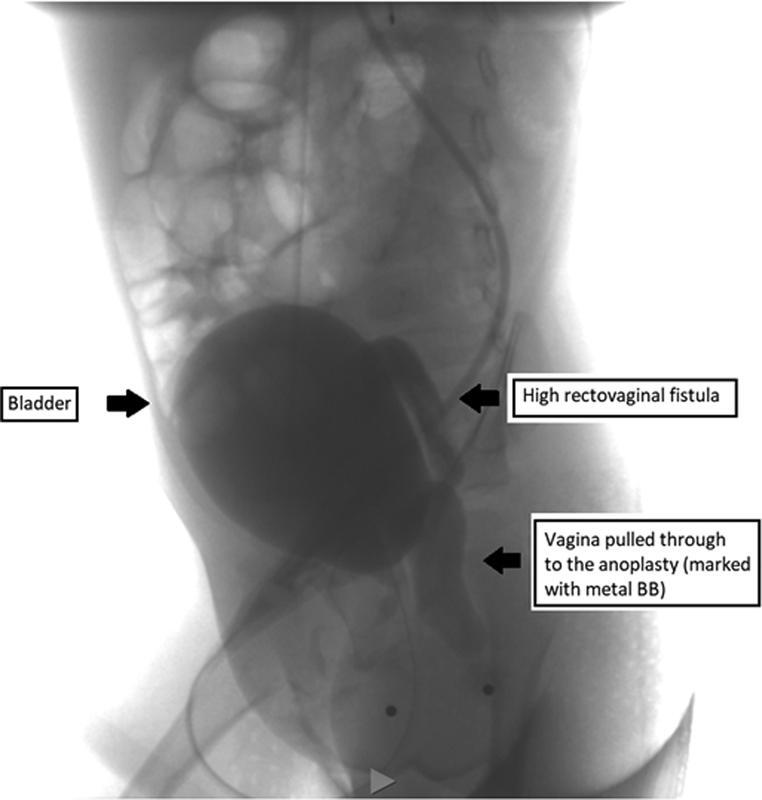 Bladder
High rectovaginal fistula
Vagina pulled through
to the anoplasty (marked
with metal BB)